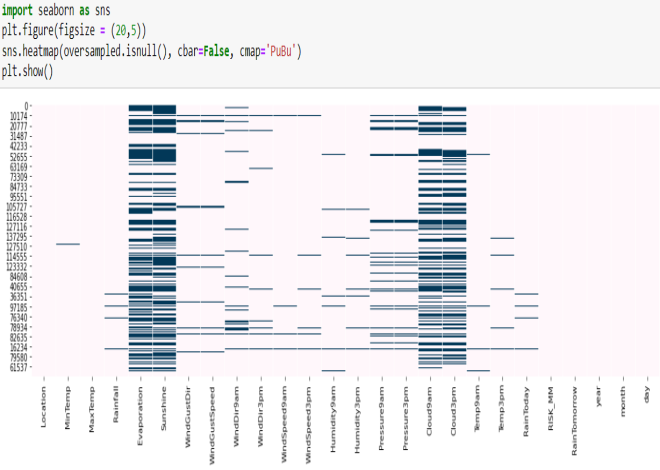 import seaborn as sns
plt.figure(figsize = (20,5))
sns.heatmap(oversampled.isnull(), cbar=False, cmap='PuBu')
plt.show()
0
10174
20777
31487
42233
52655
63169
73309
84733
95551
105727
116528
127116
137295
127510
114555
123332
84608
40655
36351
97185
76340
78934
82635
16234
79580
61537
Location
MinTemp
MaxTemp
Rainfall
Evaporation
Sunshine
WindGustDir
WindGustSpeed
WindDir9am
WindDir3pm
WindSpeed9am
WindSpeed3pm
Humidity9am
Humidity3pm
Pressure9am
Pressure3pm
Cloud9am
Cloud3pm
Temp9am
Temp3pm
RainToday
RISK_MM
RainTomorrow
year
month
day